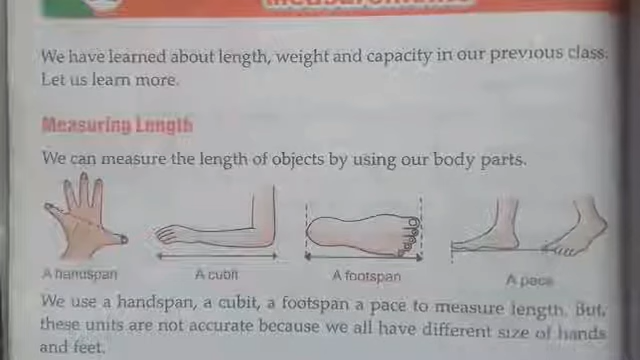 We have learned about length, weight and capacity in our previous class.
Let us learn more.
Measuring Length
We can measure the length of objects by using our body parts.
A handspan
A cubit
A footspan
A pace
We use a handspan, a cubit, a footspan a pace to measure length. But,
these units are not accurate because we all have different size of hands
and feet.